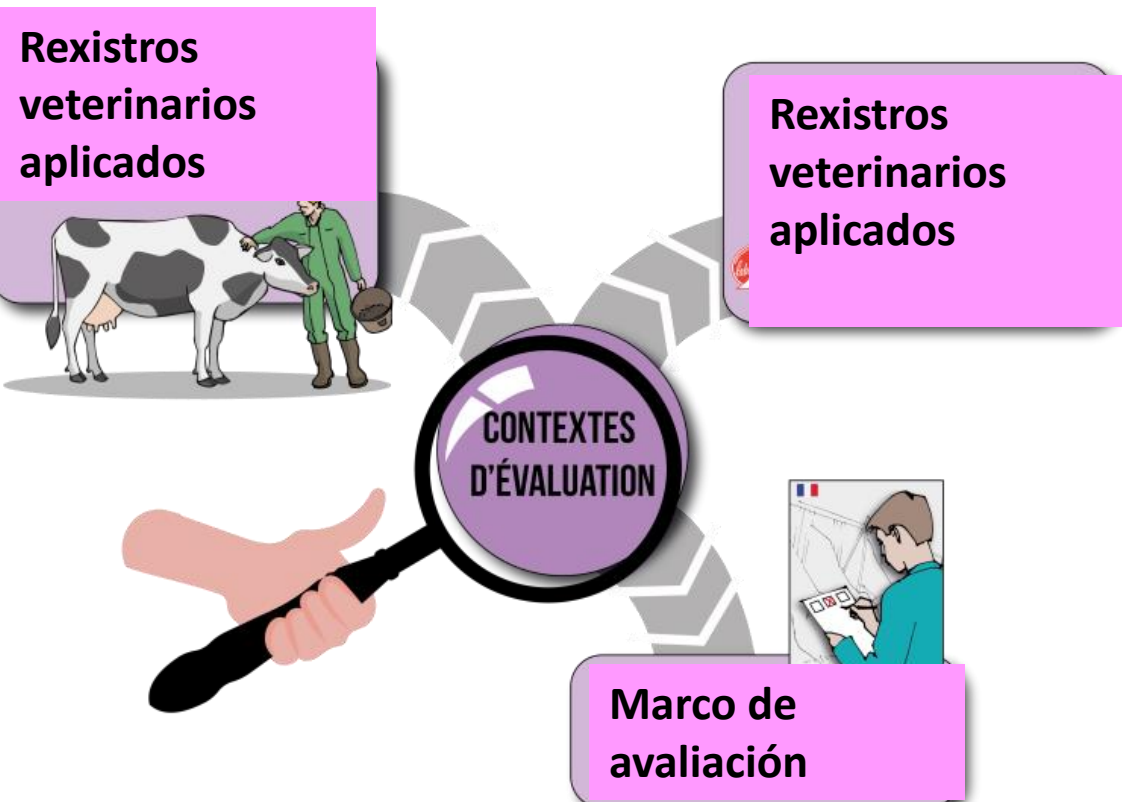 Rexistros
veterinarios
aplicados
Rexistros
veterinarios
aplicados
CONTEXTES
D'ÉVALUATION
Marco de
avaliación